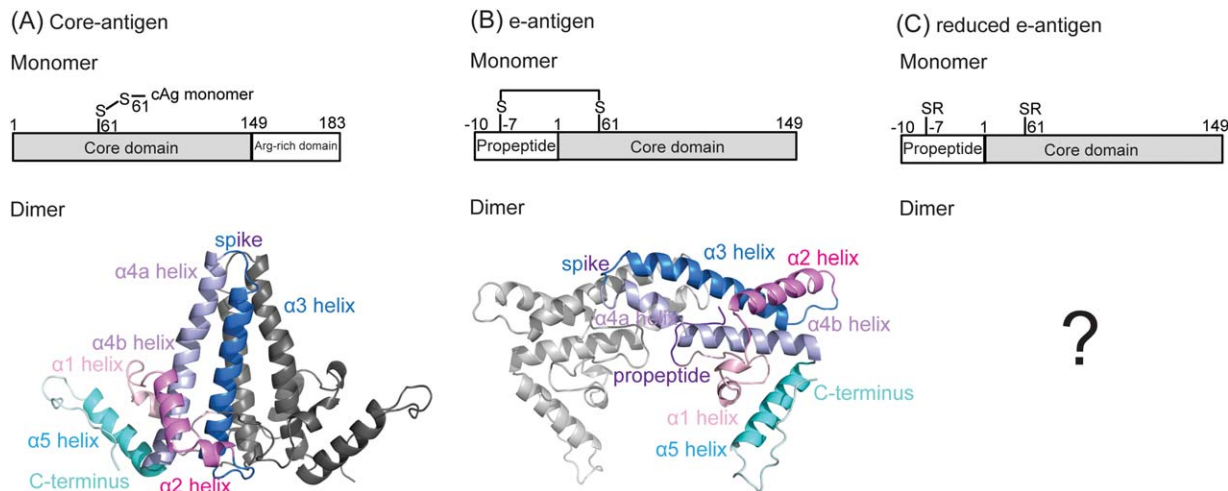 (A) Core-antigen
Monomer
S
S
61
cAg monomer
1
61
149
183
Core domain
Arg-rich domain
Dimer
spike
α4a helix
α3 helix
α4b helix
α1 helix
α5 helix
C-terminus
α2 helix
(B) e-antigen
Monomer
S
S
-10
-7
1
61
149
Propeptide
Core domain
Dimer
α3 helix
α2 helix
spike
α4a helix
α4b helix
propeptide
C-terminus
α1 helix
α5 helix
(C) reduced e-antigen
Monomer
SR
SR
-10
-7
1
61
149
Propeptide
Core domain
Dimer
?